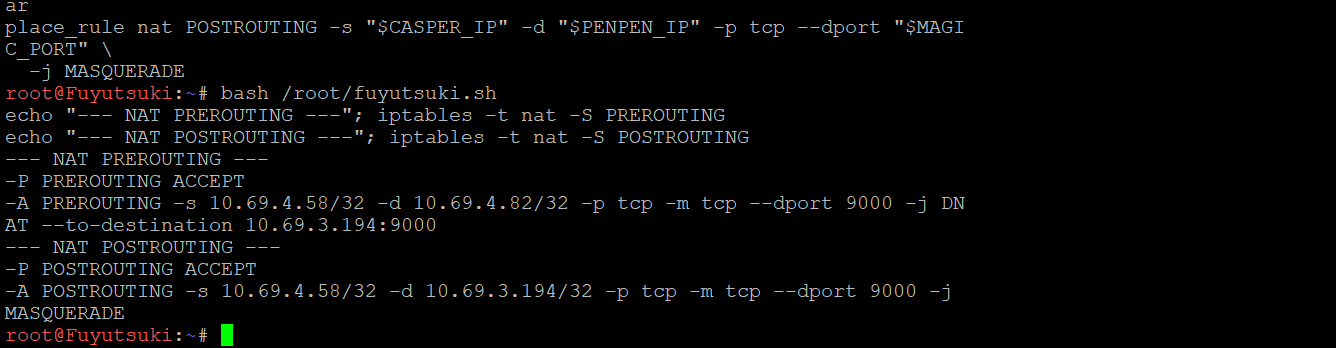 ar
place_rule nat POSTROUTING -s "$CASPER_IP" -d "$PENPEN_IP" -p tcp --dport "$MAGI
C_PORT" \
  -j MASQUERADE
root@Fuyutsuki:~# bash /root/fuyutsuki.sh
echo "--- NAT PREROUTING ---"; iptables -t nat -S PREROUTING
echo "--- NAT POSTROUTING ---"; iptables -t nat -S POSTROUTING
--- NAT PREROUTING ---
-P PREROUTING ACCEPT
-A PREROUTING -s 10.69.4.58/32 -d 10.69.4.82/32 -p tcp -m tcp --dport 9000 -j DN
AT --to-destination 10.69.3.194:9000
--- NAT POSTROUTING ---
-P POSTROUTING ACCEPT
-A POSTROUTING -s 10.69.4.58/32 -d 10.69.3.194/32 -p tcp -m tcp --dport 9000 -j
MASQUERADE
root@Fuyutsuki:~#